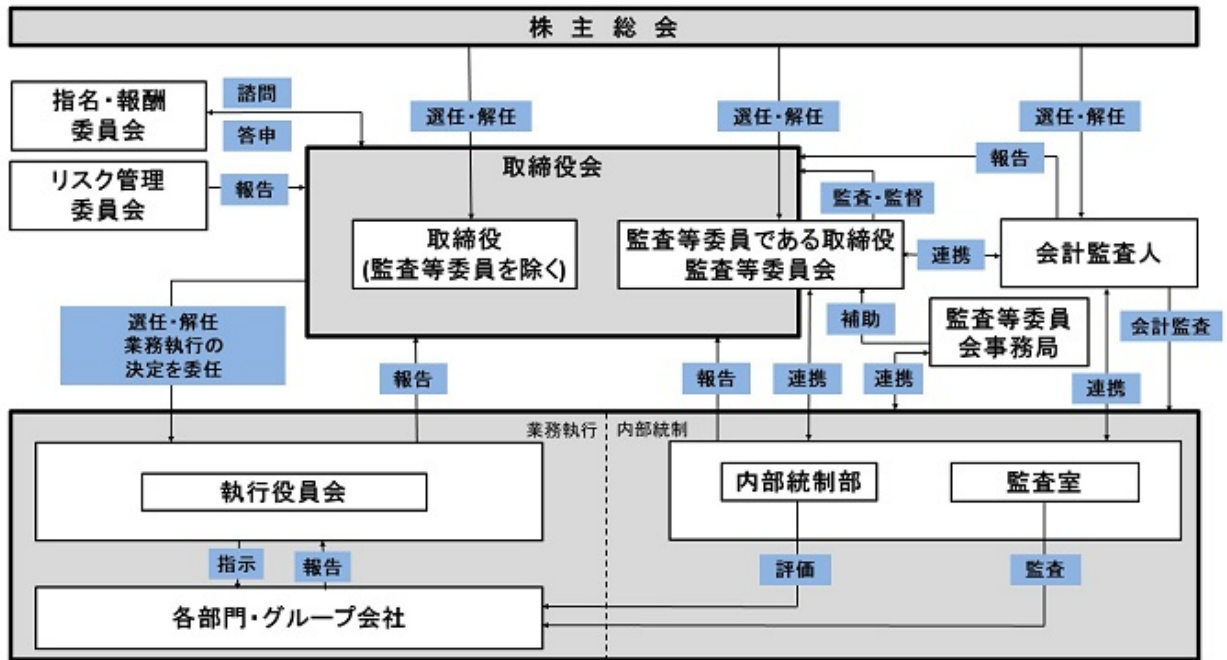 株主総会
指名・報酬
委員会
諮問
答申
選任・解任
選任・解任
選任・解任
リスク管理
委員会
報告
取締役会
報告
監査・監督
取締役
(監査等委員を除く)
監査等委員である取締役
監査等委員会
連携
会計監査人
選任・解任
業務執行の
決定を委任
報告
報告
連携
補助
連携
監査等委員
会事務局
連携
会計監査
業務執行
内部統制
執行役員会
内部統制部
監査室
指示
報告
評価
監査
各部門・グループ会社